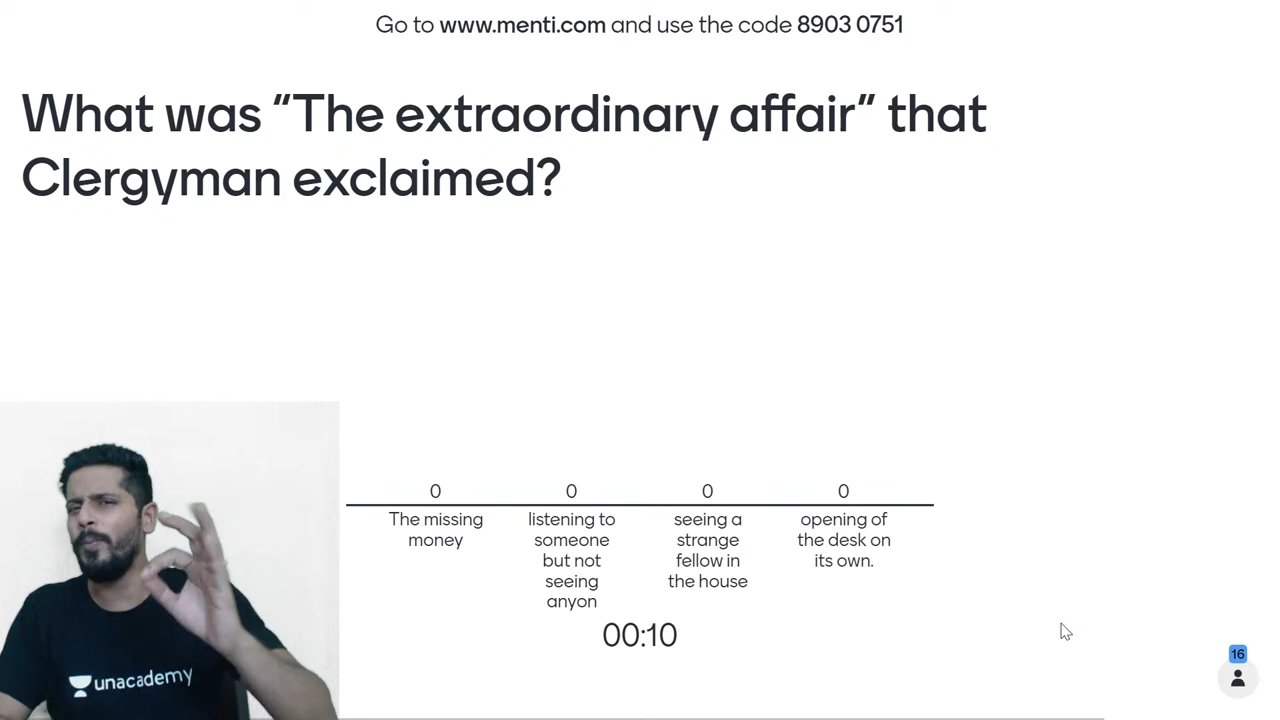 Go to www.menti.com and use the code 8903 0751
What was “The extraordinary affair” that
Clergyman exclaimed?
0
0
0
0
The missing
money
listening to
someone
but not
seeing
anyon
seeing a
strange
fellow in
the house
opening of
the desk on
its own.
00:10
unacademy
16